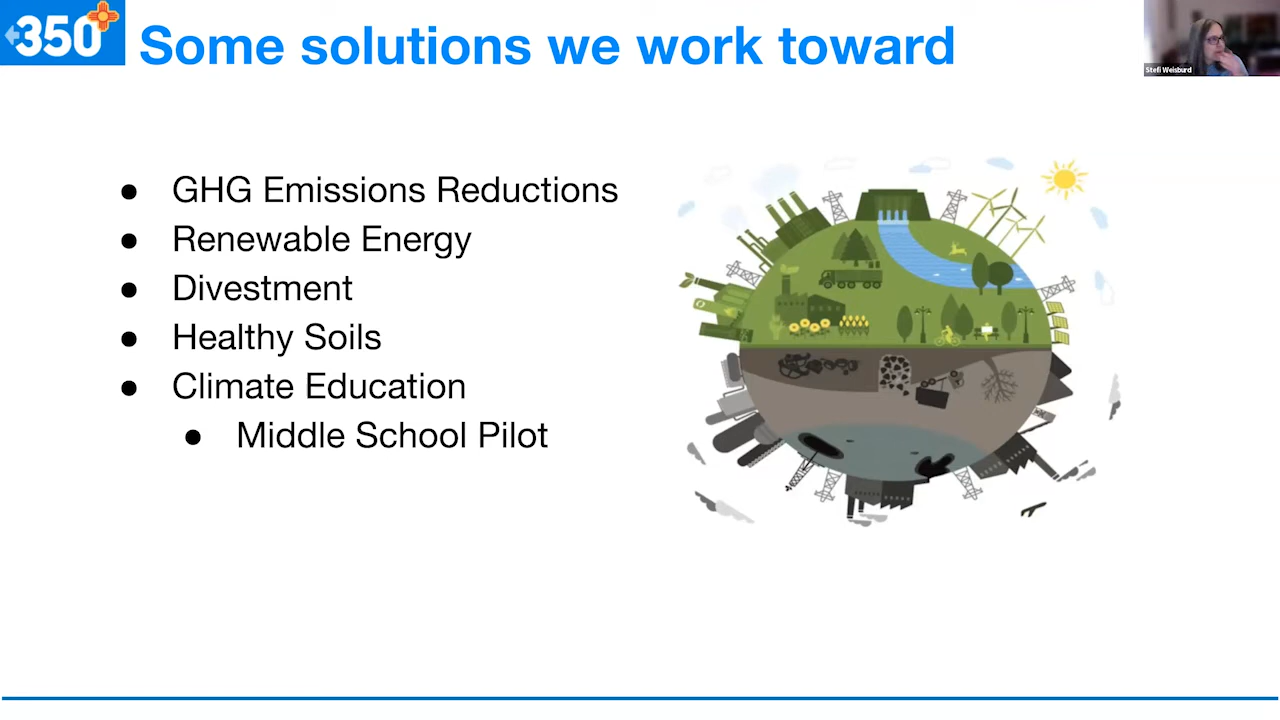 350
Some solutions we work toward
Stefi Weisburd
● GHG Emissions Reductions
● Renewable Energy
● Divestment
● Healthy Soils
● Climate Education
● Middle School Pilot